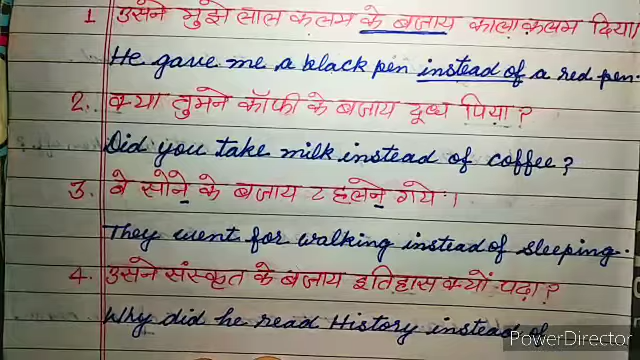 1 उसने मुझे लाल कलम के बजाय काला कलम दिया।
He gave me a black pen instead of a red pen.
2. क्या तुमने कॉफी के बजाय दूध पिया?
Did you take milk instead of coffee?
3. वे सोने के बजाय टहलने गये।
They went for walking instead of sleeping.
4. उसने संस्कृत के बजाय इतिहास क्यों पढ़ा?
Why did he read History instead of
PowerDirector